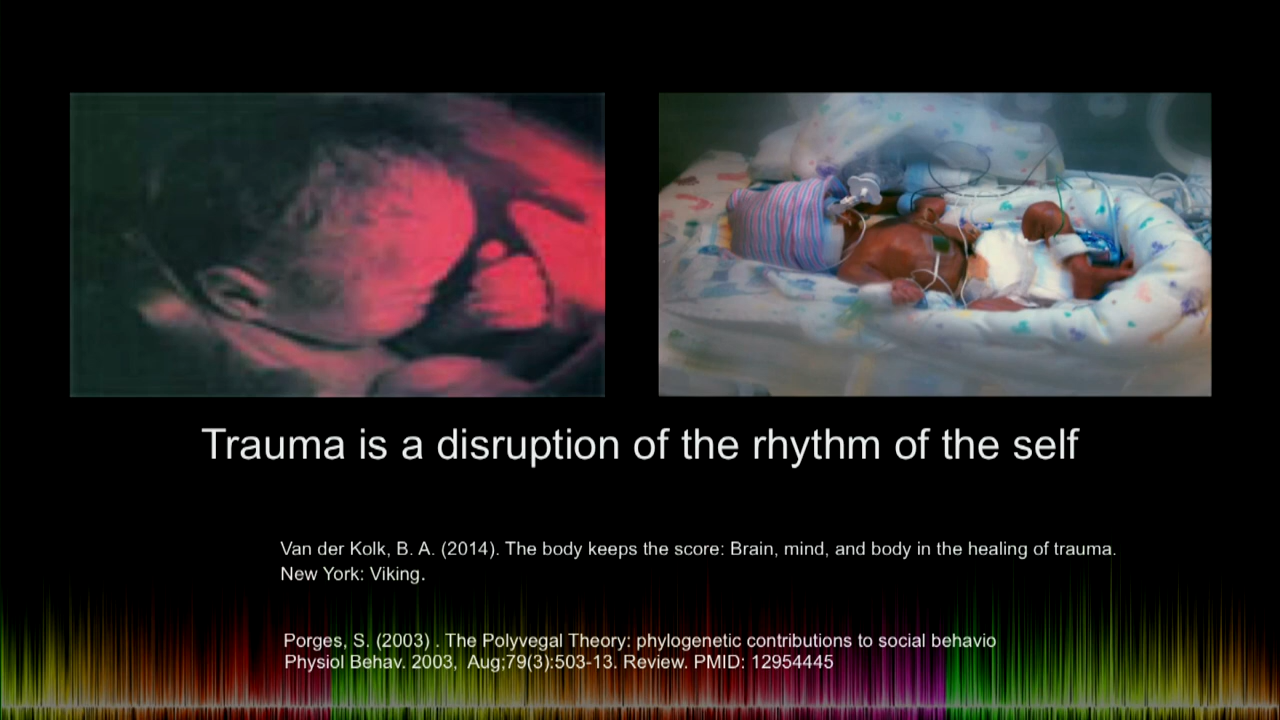 Trauma is a disruption of the rhythm of the self
Van der Kolk, B. A. (2014). The body keeps the score: Brain, mind, and body in the healing of trauma.
New York: Viking.
Porges, S. (2003) . The Polyvegal Theory: phylogenetic contributions to social behavio
Physiol Behav. 2003, Aug;79(3):503-13. Review. PMID: 12954445